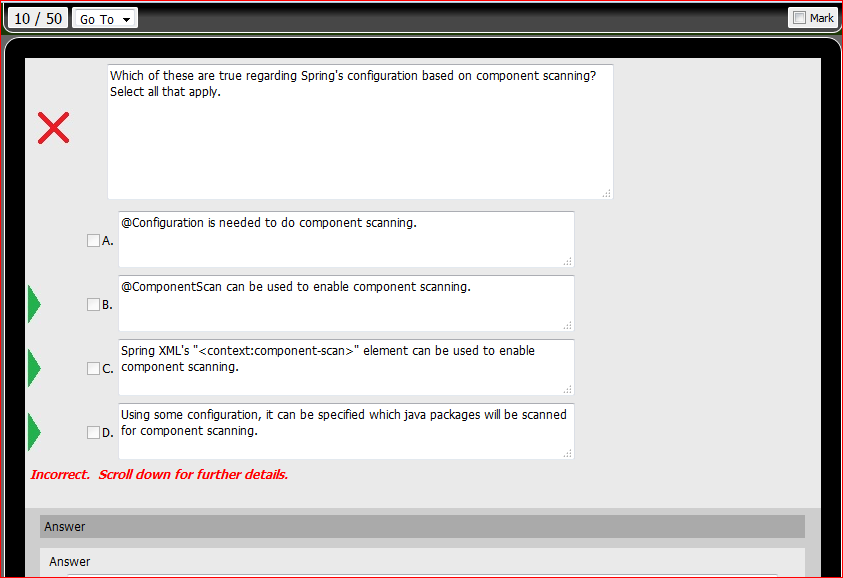 10 / 50 Go To Mark
Which of these are true regarding Spring's configuration based on component scanning?
Select all that apply.
A. @Configuration is needed to do component scanning.
B. @ComponentScan can be used to enable component scanning.
C. Spring XML's "<context:component-scan>" element can be used to enable
component scanning.
D. Using some configuration, it can be specified which java packages will be scanned
for component scanning.
Incorrect. Scroll down for further details.
Answer
Answer